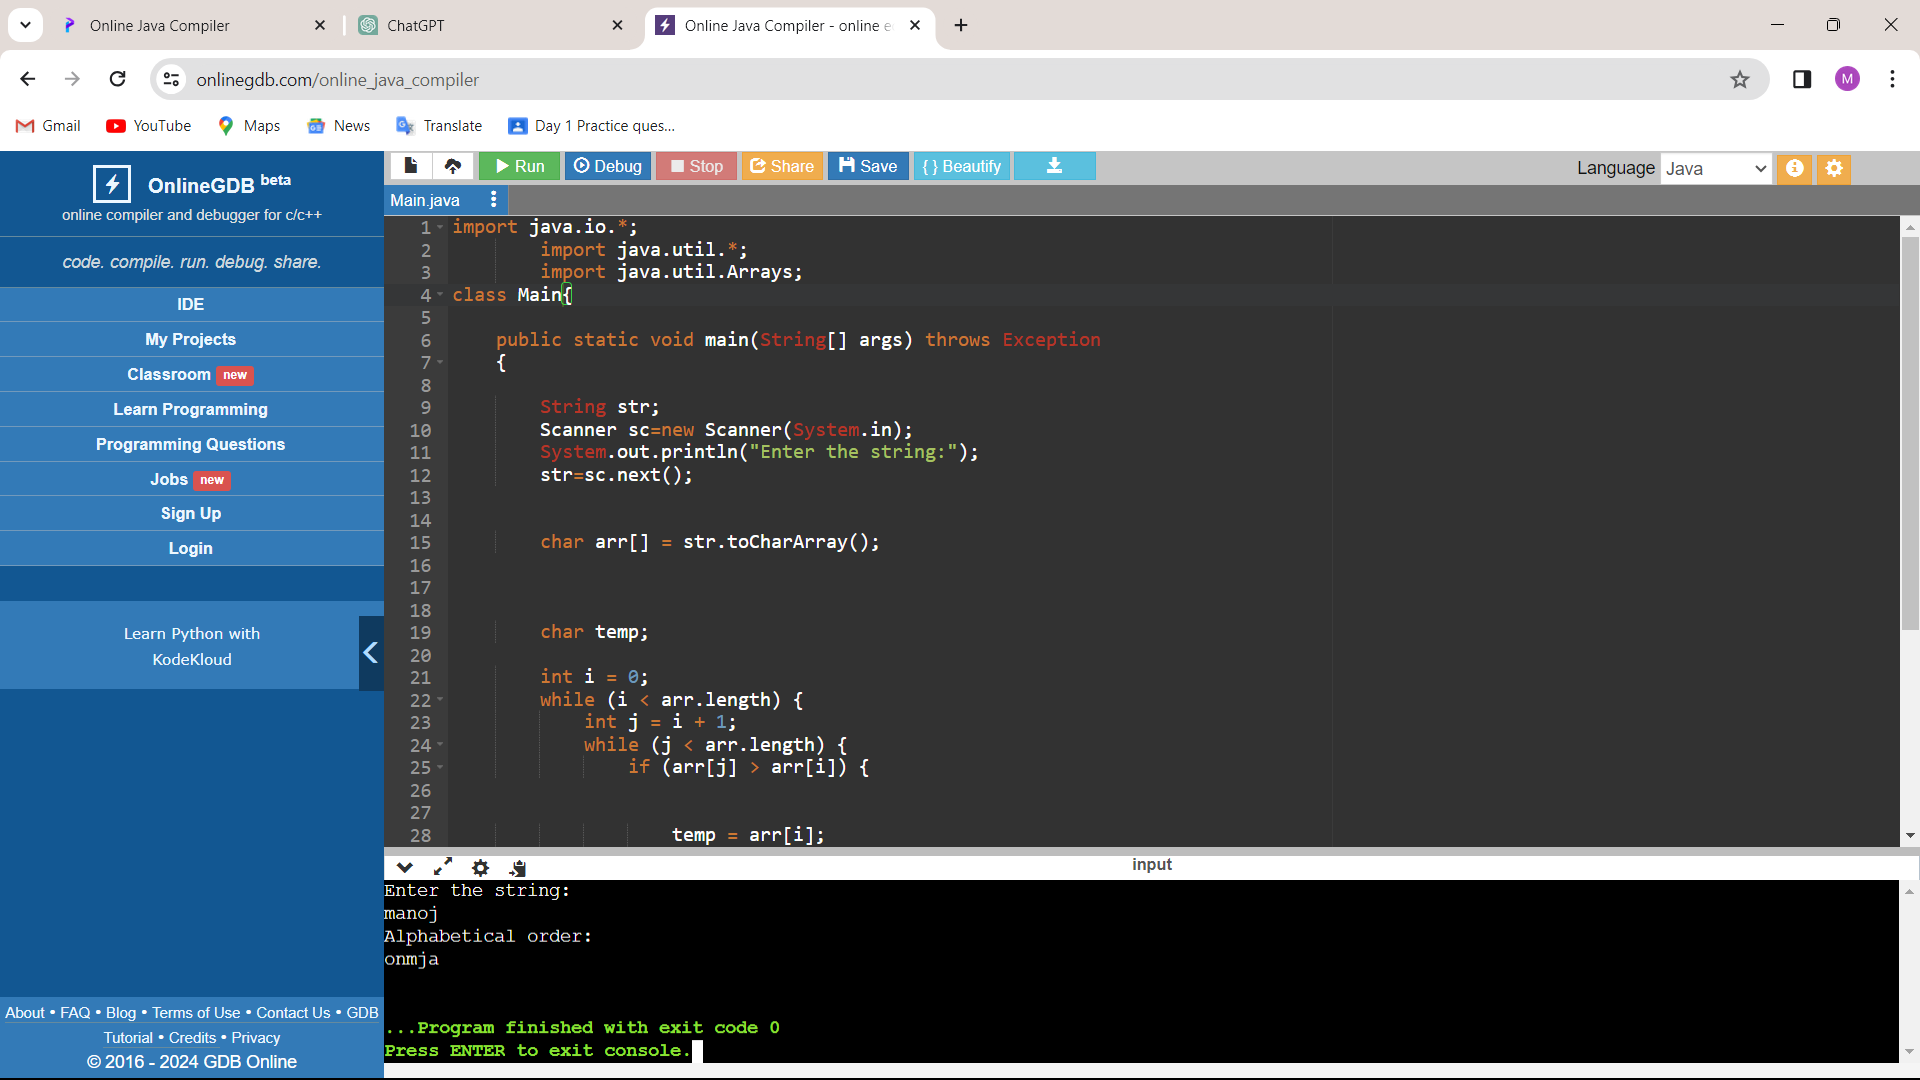 Online Java Compiler
ChatGPT
Online Java Compiler - online e
onlinegdb.com/online_java_compiler
M
Gmail
YouTube
Maps
News
Translate
Day 1 Practice ques...
OnlineGDB beta
online compiler and debugger for c/c++
code. compile. run. debug. share.
IDE
My Projects
Classroom new
Learn Programming
Programming Questions
Jobs new
Sign Up
Login
Learn Python with
KodeKloud
About • FAQ • Blog • Terms of Use • Contact Us • GDB
Tutorial • Credits • Privacy
© 2016 - 2024 GDB Online
Run Debug Stop Share Save { } Beautify
Language Java
Main.java
1 import java.io.*;
2 import java.util.*;
3 import java.util.Arrays;
4 class Main{
5
6 public static void main(String[] args) throws Exception
7 {
8
9 String str;
10 Scanner sc=new Scanner(System.in);
11 System.out.println("Enter the string:");
12 str=sc.next();
13
14
15 char arr[] = str.toCharArray();
16
17
18
19 char temp;
20
21 int i = 0;
22 while (i < arr.length) {
23 int j = i + 1;
24 while (j < arr.length) {
25 if (arr[j] > arr[i]) {
26
27
28 temp = arr[i];
input
Enter the string:
manoj
Alphabetical order:
onmja
...Program finished with exit code 0
Press ENTER to exit console.